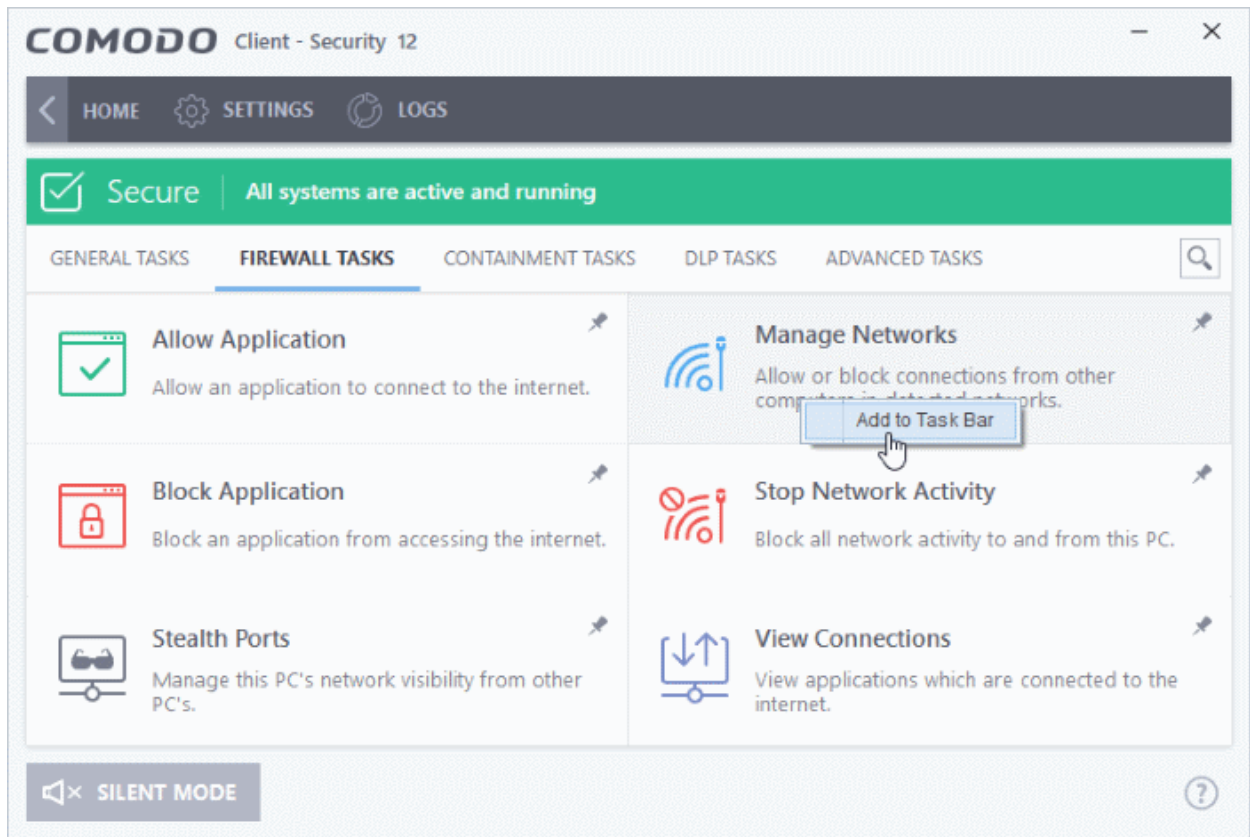 COMODO Client - Security 12
HOME SETTINGS LOGS
Secure All systems are active and running
GENERAL TASKS FIREWALL TASKS CONTAINMENT TASKS DLP TASKS ADVANCED TASKS
Allow Application
Allow an application to connect to the internet.
Manage Networks
Allow or block connections from other
computers in detected networks.
Add to Task Bar
Block Application
Block an application from accessing the internet.
Stop Network Activity
Block all network activity to and from this PC.
Stealth Ports
Manage this PC's network visibility from other
PC's.
View Connections
View applications which are connected to the
internet.
SILENT MODE
?